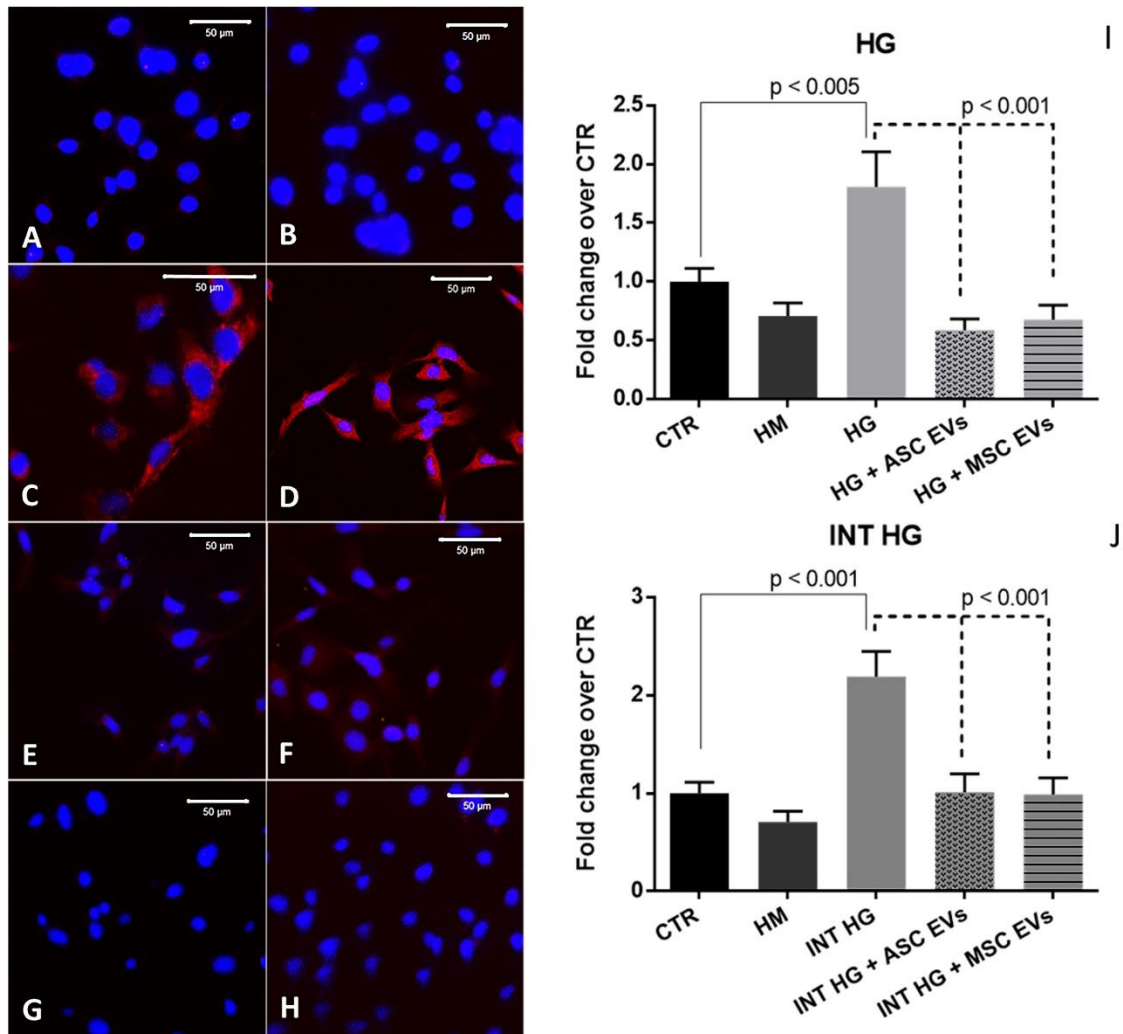 50 µm
50 µm
A
B
50 µm
50 µm
C
D
50 µm
50 µm
E
F
50 µm
50 µm
G
H
HG
I
p < 0.005
p < 0.001
Fold change over CTR
2.5
2.0
1.5
1.0
0.5
0.0
CTR
HM
HG
HG + ASC EVs
HG + MSC EVs
INT HG
J
p < 0.001
p < 0.001
Fold change over CTR
3
2
1
0
CTR
HM
INT HG
INT HG + ASC EVs
INT HG + MSC EVs